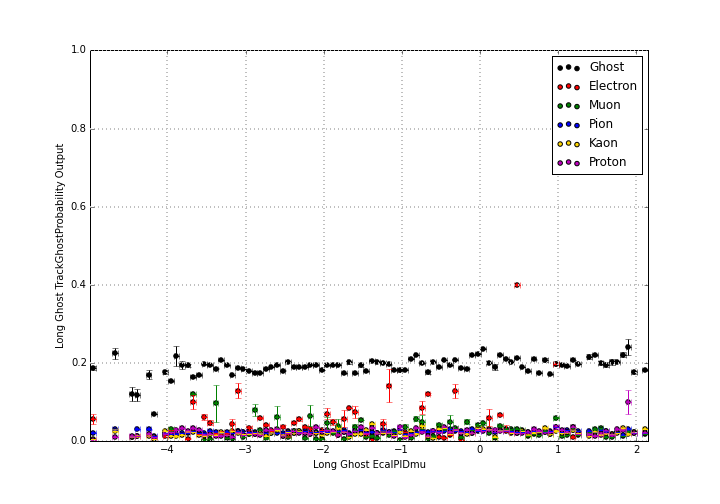 1.0
0.8
0.6
0.4
0.2
0.0
Long Ghost TrackGhostProbability Output
Ghost
Electron
Muon
Pion
Kaon
Proton
−4
−3
−2
−1
0
1
2
Long Ghost EcalPIDmu